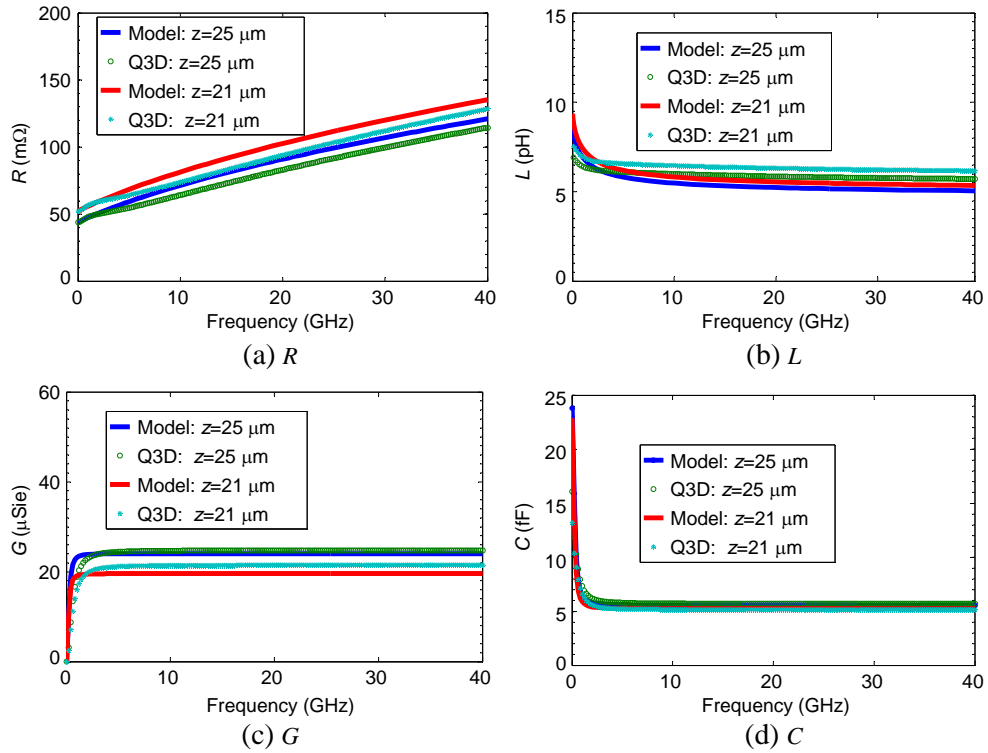 200
150
100
50
0
R (mΩ)
Model: z=25 μm
Q3D: z=25 μm
Model: z=21 μm
Q3D: z=21 μm
0 10 20 30 40
Frequency (GHz)
(a) R
15
10
5
0
L (pH)
Model: z=25 μm
Q3D: z=25 μm
Model: z=21 μm
Q3D: z=21 μm
0 10 20 30 40
Frequency (GHz)
(b) L
60
40
20
0
G (μSie)
Model: z=25 μm
Q3D: z=25 μm
Model: z=21 μm
Q3D: z=21 μm
0 10 20 30 40
Frequency (GHz)
(c) G
25
20
15
10
5
0
C (fF)
Model: z=25 μm
Q3D: z=25 μm
Model: z=21 μm
Q3D: z=21 μm
0 10 20 30 40
Frequency (GHz)
(d) C